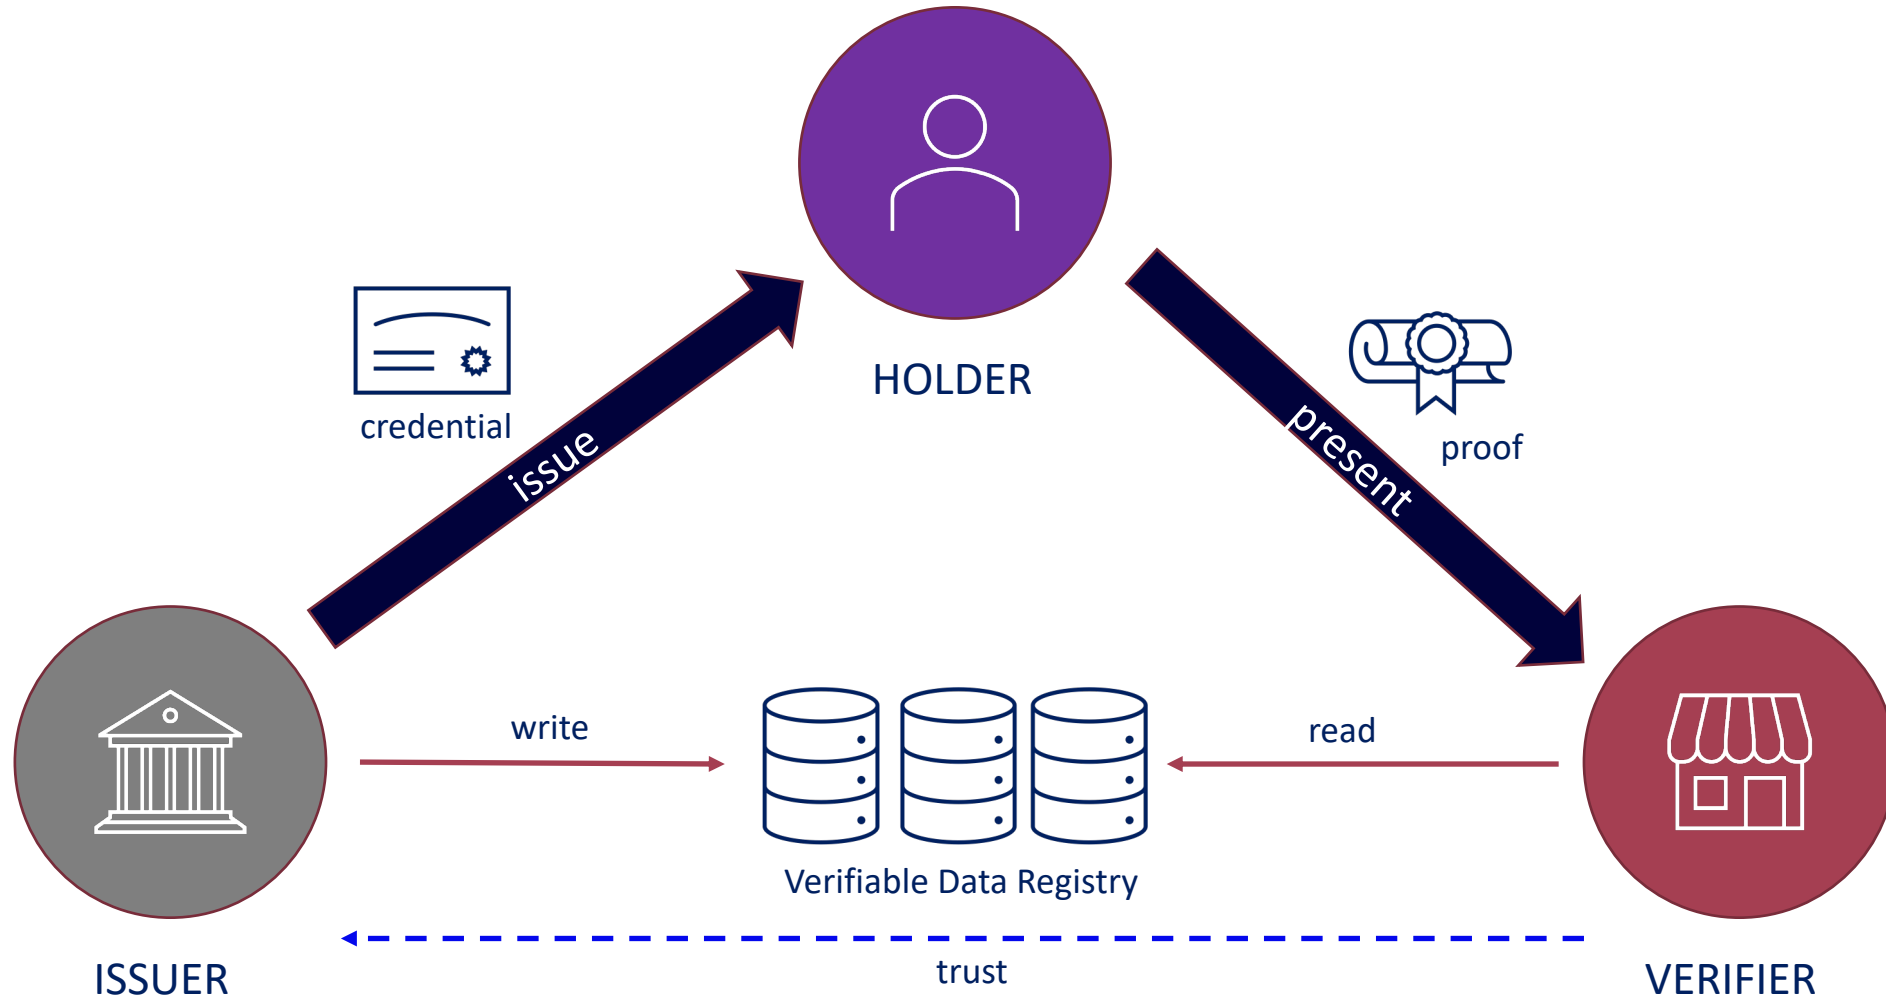 HOLDER
credential
issue
present
proof
write
read
Verifiable Data Registry
trust
ISSUER
VERIFIER